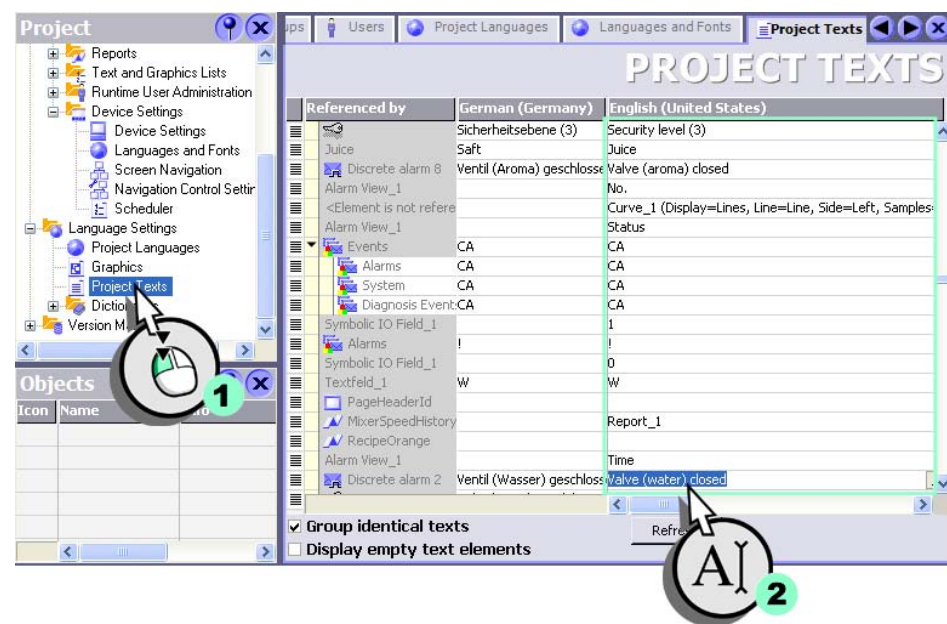 Project
Reports
Text and Graphics Lists
Runtime User Administration
Device Settings
Device Settings
Languages and Fonts
Screen Navigation
Navigation Control Settir
Scheduler
Language Settings
Project Languages
Graphics
Project Texts
Version M
1
Objects
Icon Name
ups Users Project Languages Languages and Fonts Project Texts
PROJECT TEXTS
Referenced by German (Germany) English (United States)
Sicherheitsebene (3) Security level (3)
Juice Saft Juice
Discrete alarm 8 Ventil (Aroma) geschlosse Valve (aroma) closed
Alarm View_1 No.
<Element is not refere Curve_1 (Display=Lines, Line=Line, Side=Left, Samples=
Alarm View_1 Status
Events CA CA
Alarms CA CA
System CA CA
Diagnosis Event: CA CA
Symbolic IO Field_1 1
Alarms ! !
Symbolic IO Field_1 0
Textfeld_1 W W
PageHeaderId
MixerSpeedHistory Report_1
RecipeOrange
Alarm View_1 Time
Discrete alarm 2 Ventil (Wasser) geschloss Valve (water) closed
Group identical texts
Refre
Display empty text elements
A
2